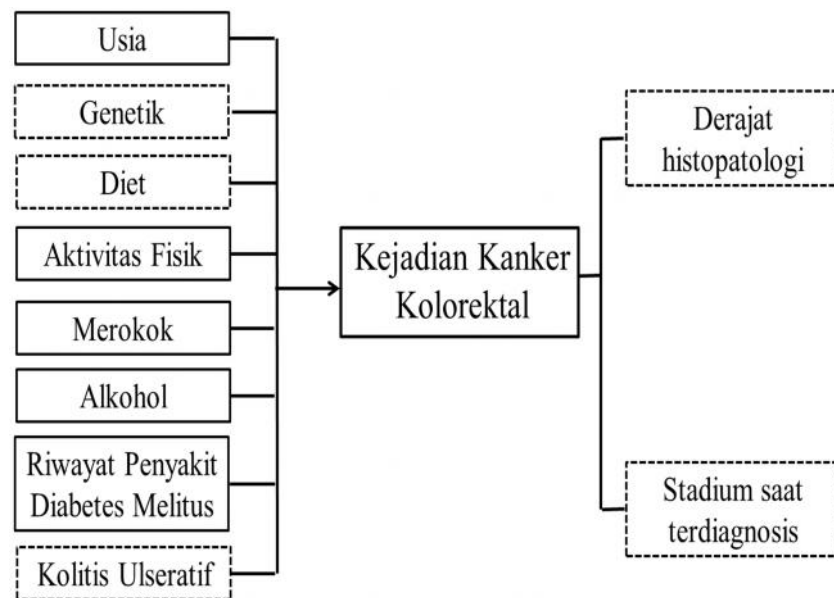 Usia
Genetik
Diet
Aktivitas Fisik
Merokok
Alkohol
Riwayat Penyakit
Diabetes Melitus
Kolitis Ulseratif
Kejadian Kanker
Kolorektal
Derajat
histopatologi
Stadium saat
terdiagnosis